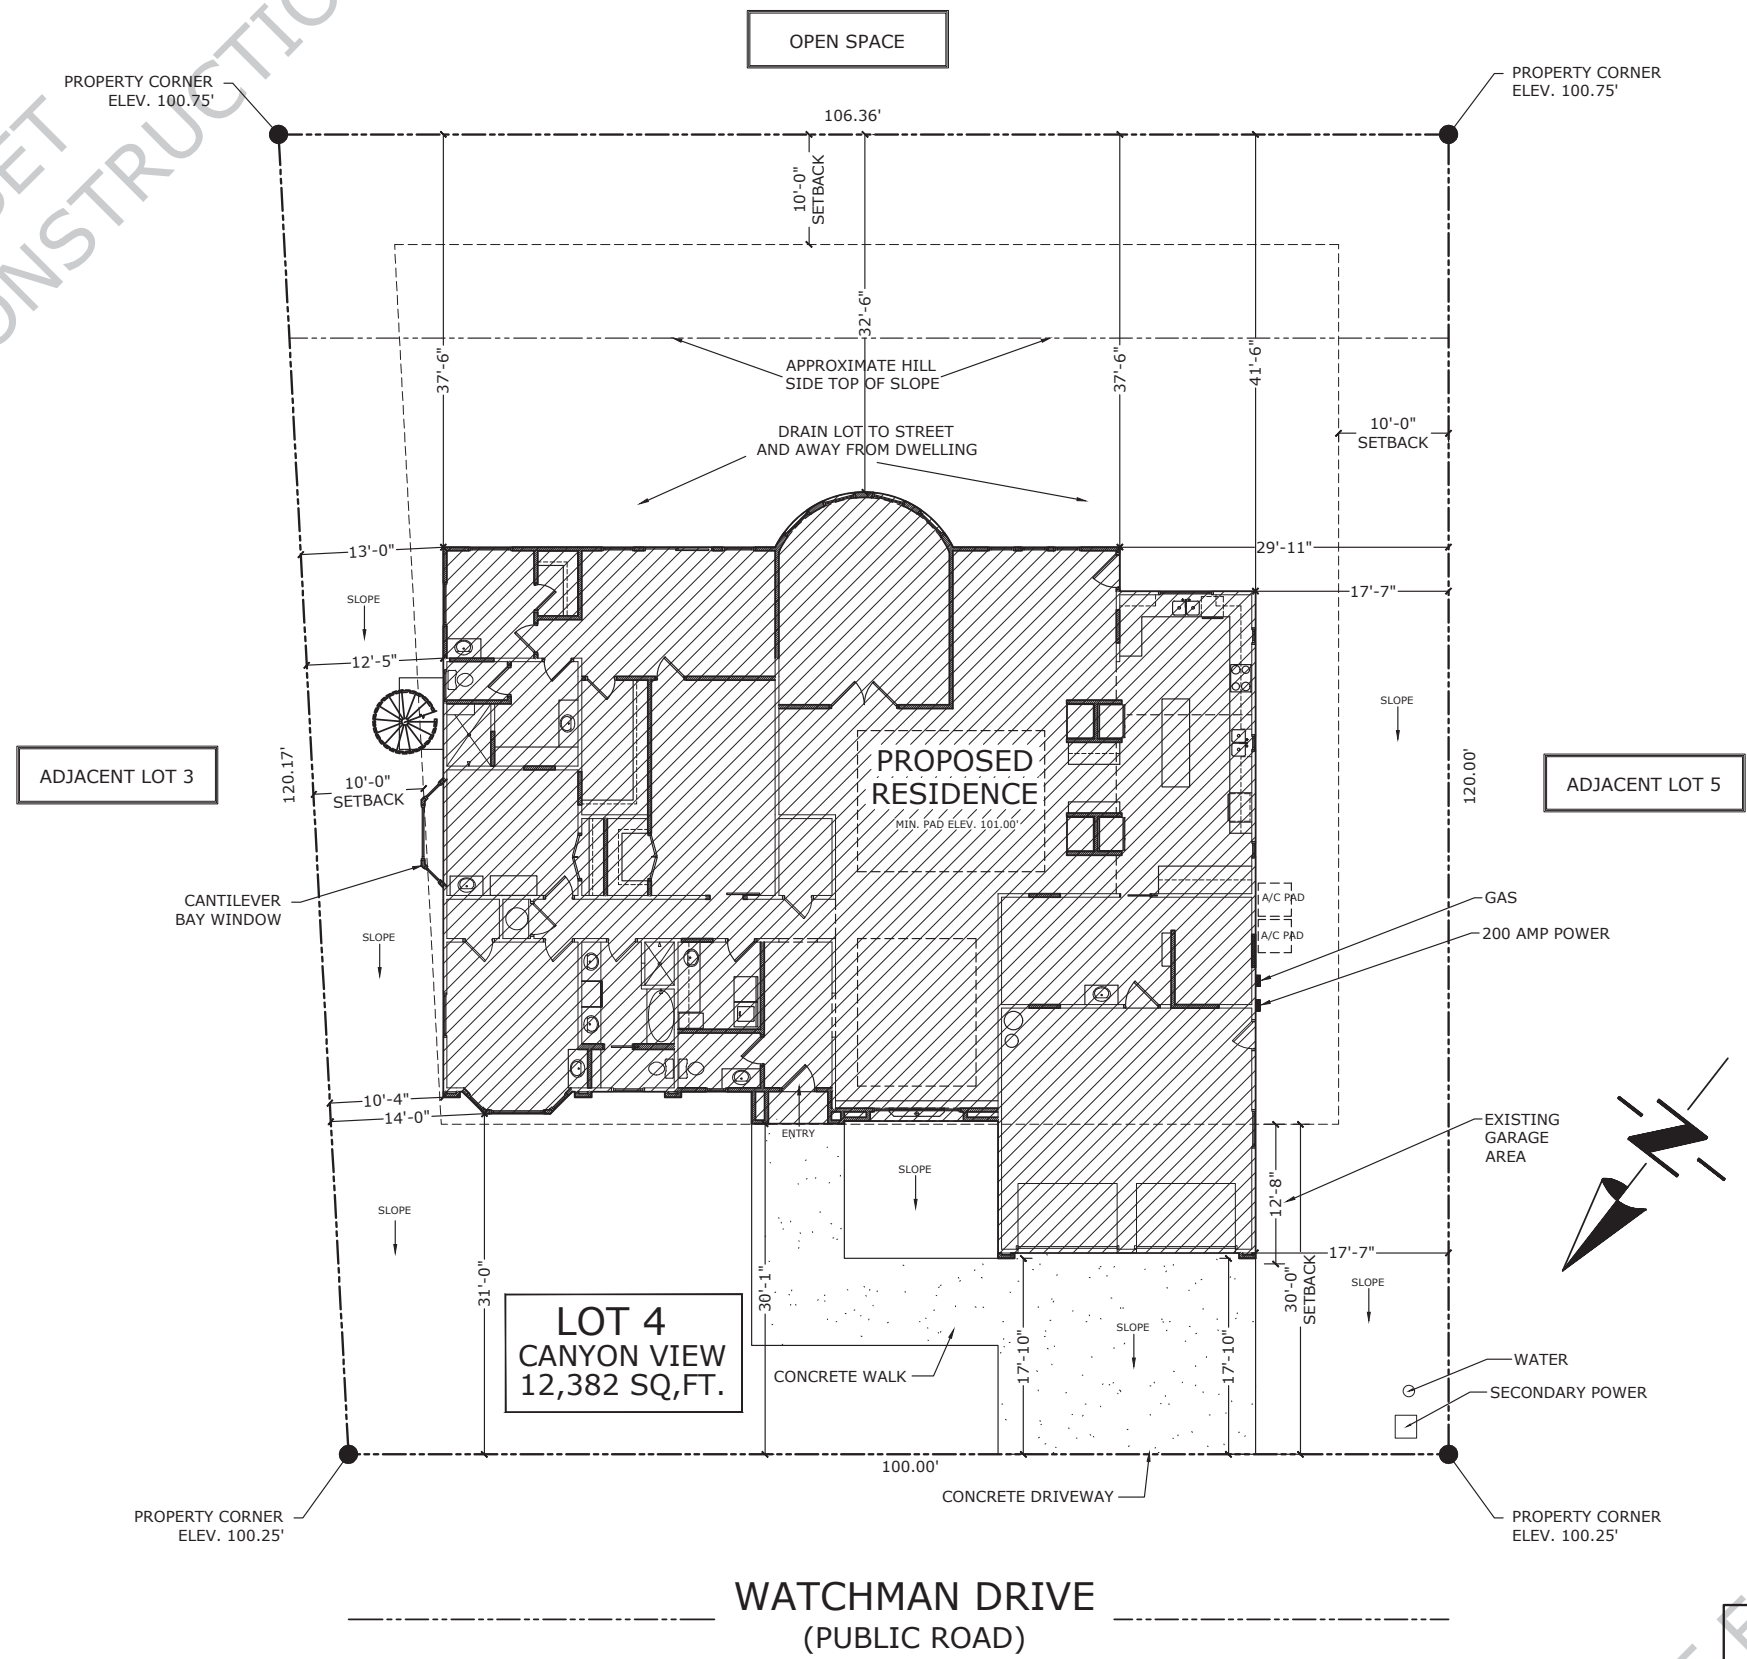 OPEN SPACE
PROPERTY CORNER
ELEV. 100.75'
PROPERTY CORNER
ELEV. 100.75'
CONSTRUCTIO
106.36'
10'-0"
SETBACK
32'-6"
37'-6"
37'-6"
41'-6"
APPROXIMATE HILL
SIDE TOP OF SLOPE
10'-0"
SETBACK
DRAIN LOT TO STREET
AND AWAY FROM DWELLING
13'-0"
29'-11"
SLOPE
17'-7"
12'-5"
SLOPE
ADJACENT LOT 3
120.17'
10'-0"
SETBACK
PROPOSED
RESIDENCE
MIN. PAD ELEV. 101.00'
120.00'
ADJACENT LOT 5
CANTILEVER
BAY WINDOW
A/C PAD
GAS
SLOPE
A/C PAD
200 AMP POWER
10'-4"
14'-0"
ENTRY
EXISTING
GARAGE
AREA
SLOPE
SLOPE
12'-8"
17'-7"
31'-0"
30'-1"
30'-0"
SETBACK
SLOPE
LOT 4
CANYON VIEW
12,382 SQ,FT.
SLOPE
17'-10"
17'-10"
CONCRETE WALK
WATER
SECONDARY POWER
100.00'
CONCRETE DRIVEWAY
PROPERTY CORNER
ELEV. 100.25'
PROPERTY CORNER
ELEV. 100.25'
WATCHMAN DRIVE
(PUBLIC ROAD)